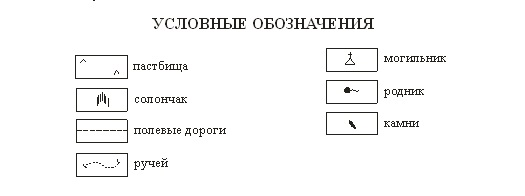 УСЛОВНЫЕ ОБОЗНАЧЕНИЯ
пастбища
солончак
полевые дороги
ручей
могильник
родник
камни